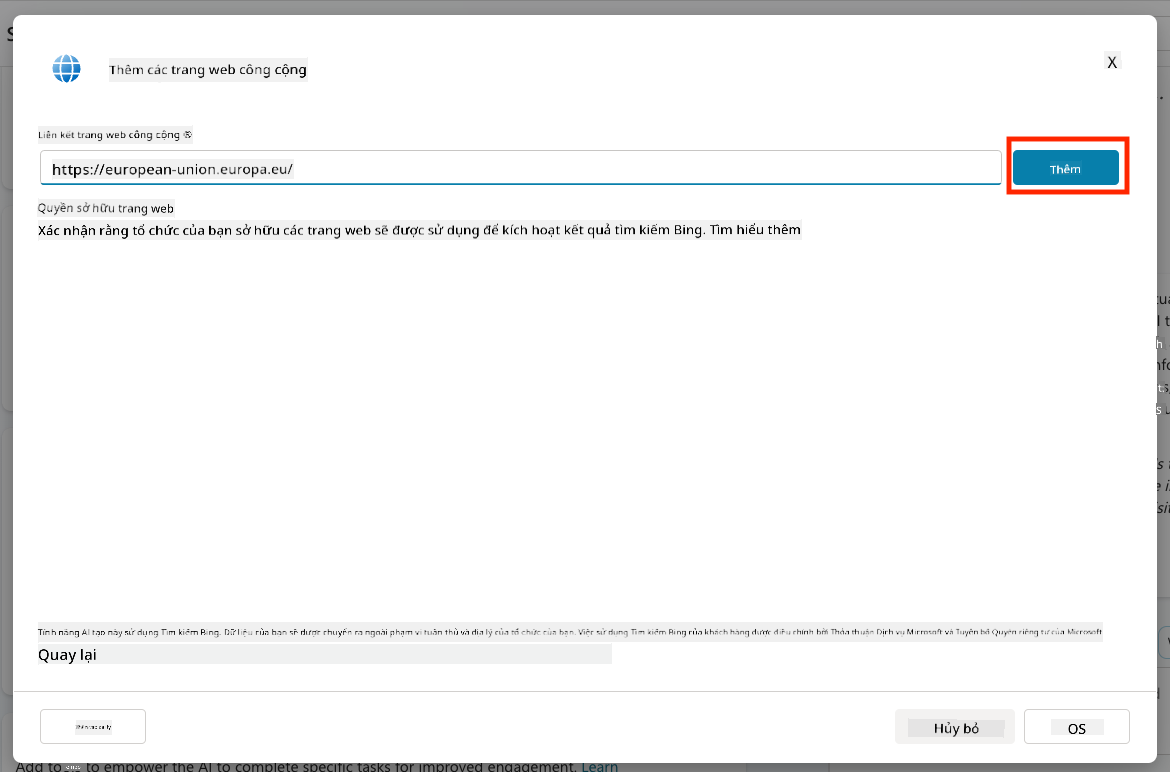 Thêm các trang web công cộng
X
Liên kết trang web công cộng
https://european-union.europa.eu/
Thêm
Quyền sở hữu trang web
Xác nhận rằng tổ chức của bạn sở hữu các trang web sẽ được sử dụng để kích hoạt kết quả tìm kiếm Bing. Tìm hiểu thêm
Tính năng AI tạo này sử dụng Tìm kiếm Bing. Dữ liệu của bạn sẽ được chuyển ra ngoài phạm vi tuân thủ và địa lý của tổ chức của bạn. Việc sử dụng Tìm kiếm Bing của khách hàng được điều chỉnh bởi Thỏa thuận Dịch vụ Microsoft và Tuyên bố Quyền riêng tư của Microsoft
Quay lại
Hủy bỏ
OS
Add to to empower the AI to complete specific tasks for improved engagement. Learn